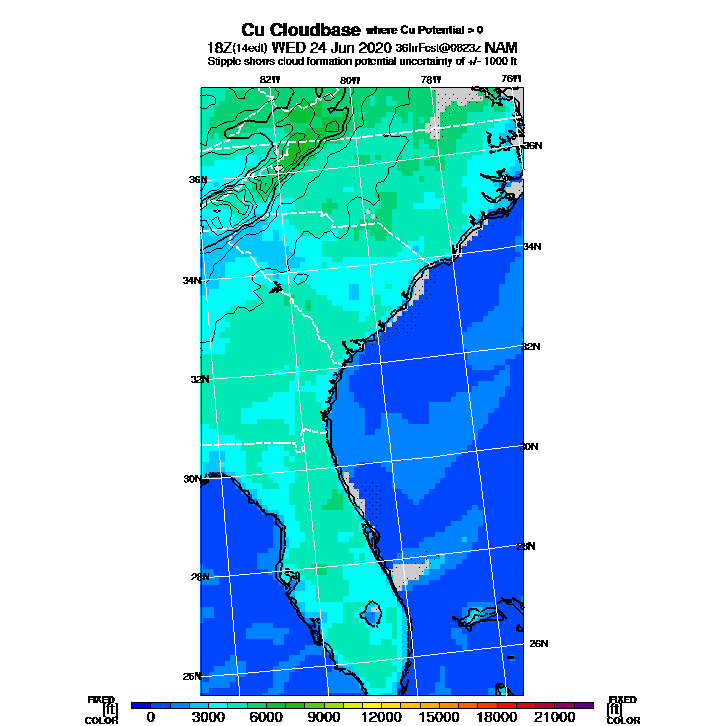 Cu Cloudbase where Cu Potential > 0
18Z(14edt) WED 24 Jun 2020 36hrFcst@0823z NAM
Stipple shows cloud formation potential uncertainty of +/- 1000 ft
82W 80W 78W 76W
36N
36N
34N
34N
32N
32N
30N
30N
28N
28N
26N
26N
FIXED FIXED
[ft] [ft]
COLOR COLOR
0 3000 6000 9000 12000 15000 18000 21000